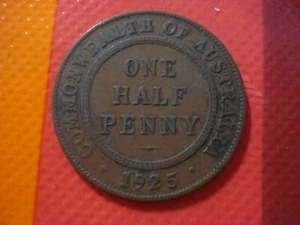 COMMONWEALTH OF AUSTRALIA
ONE
HALF
PENNY
1925